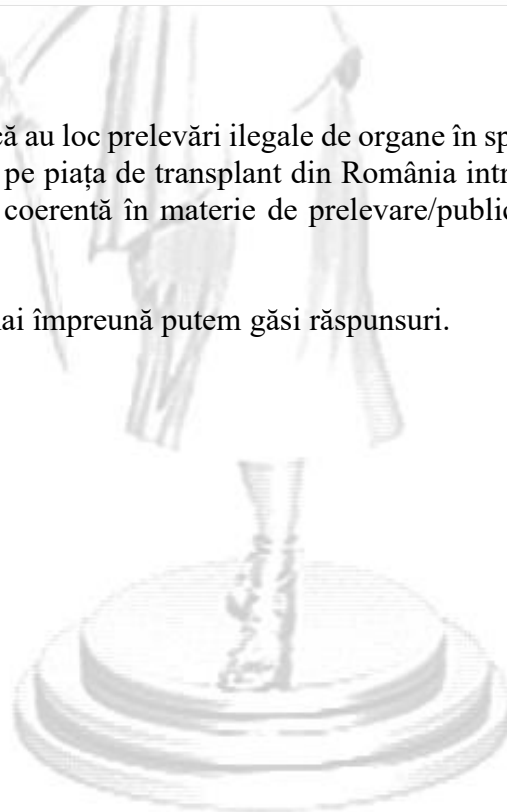 că au loc prelevări ilegale de organe în sp
pe piața de transplant din România intr
coerentă în materie de prelevare/public
ai împreună putem găsi răspunsuri.